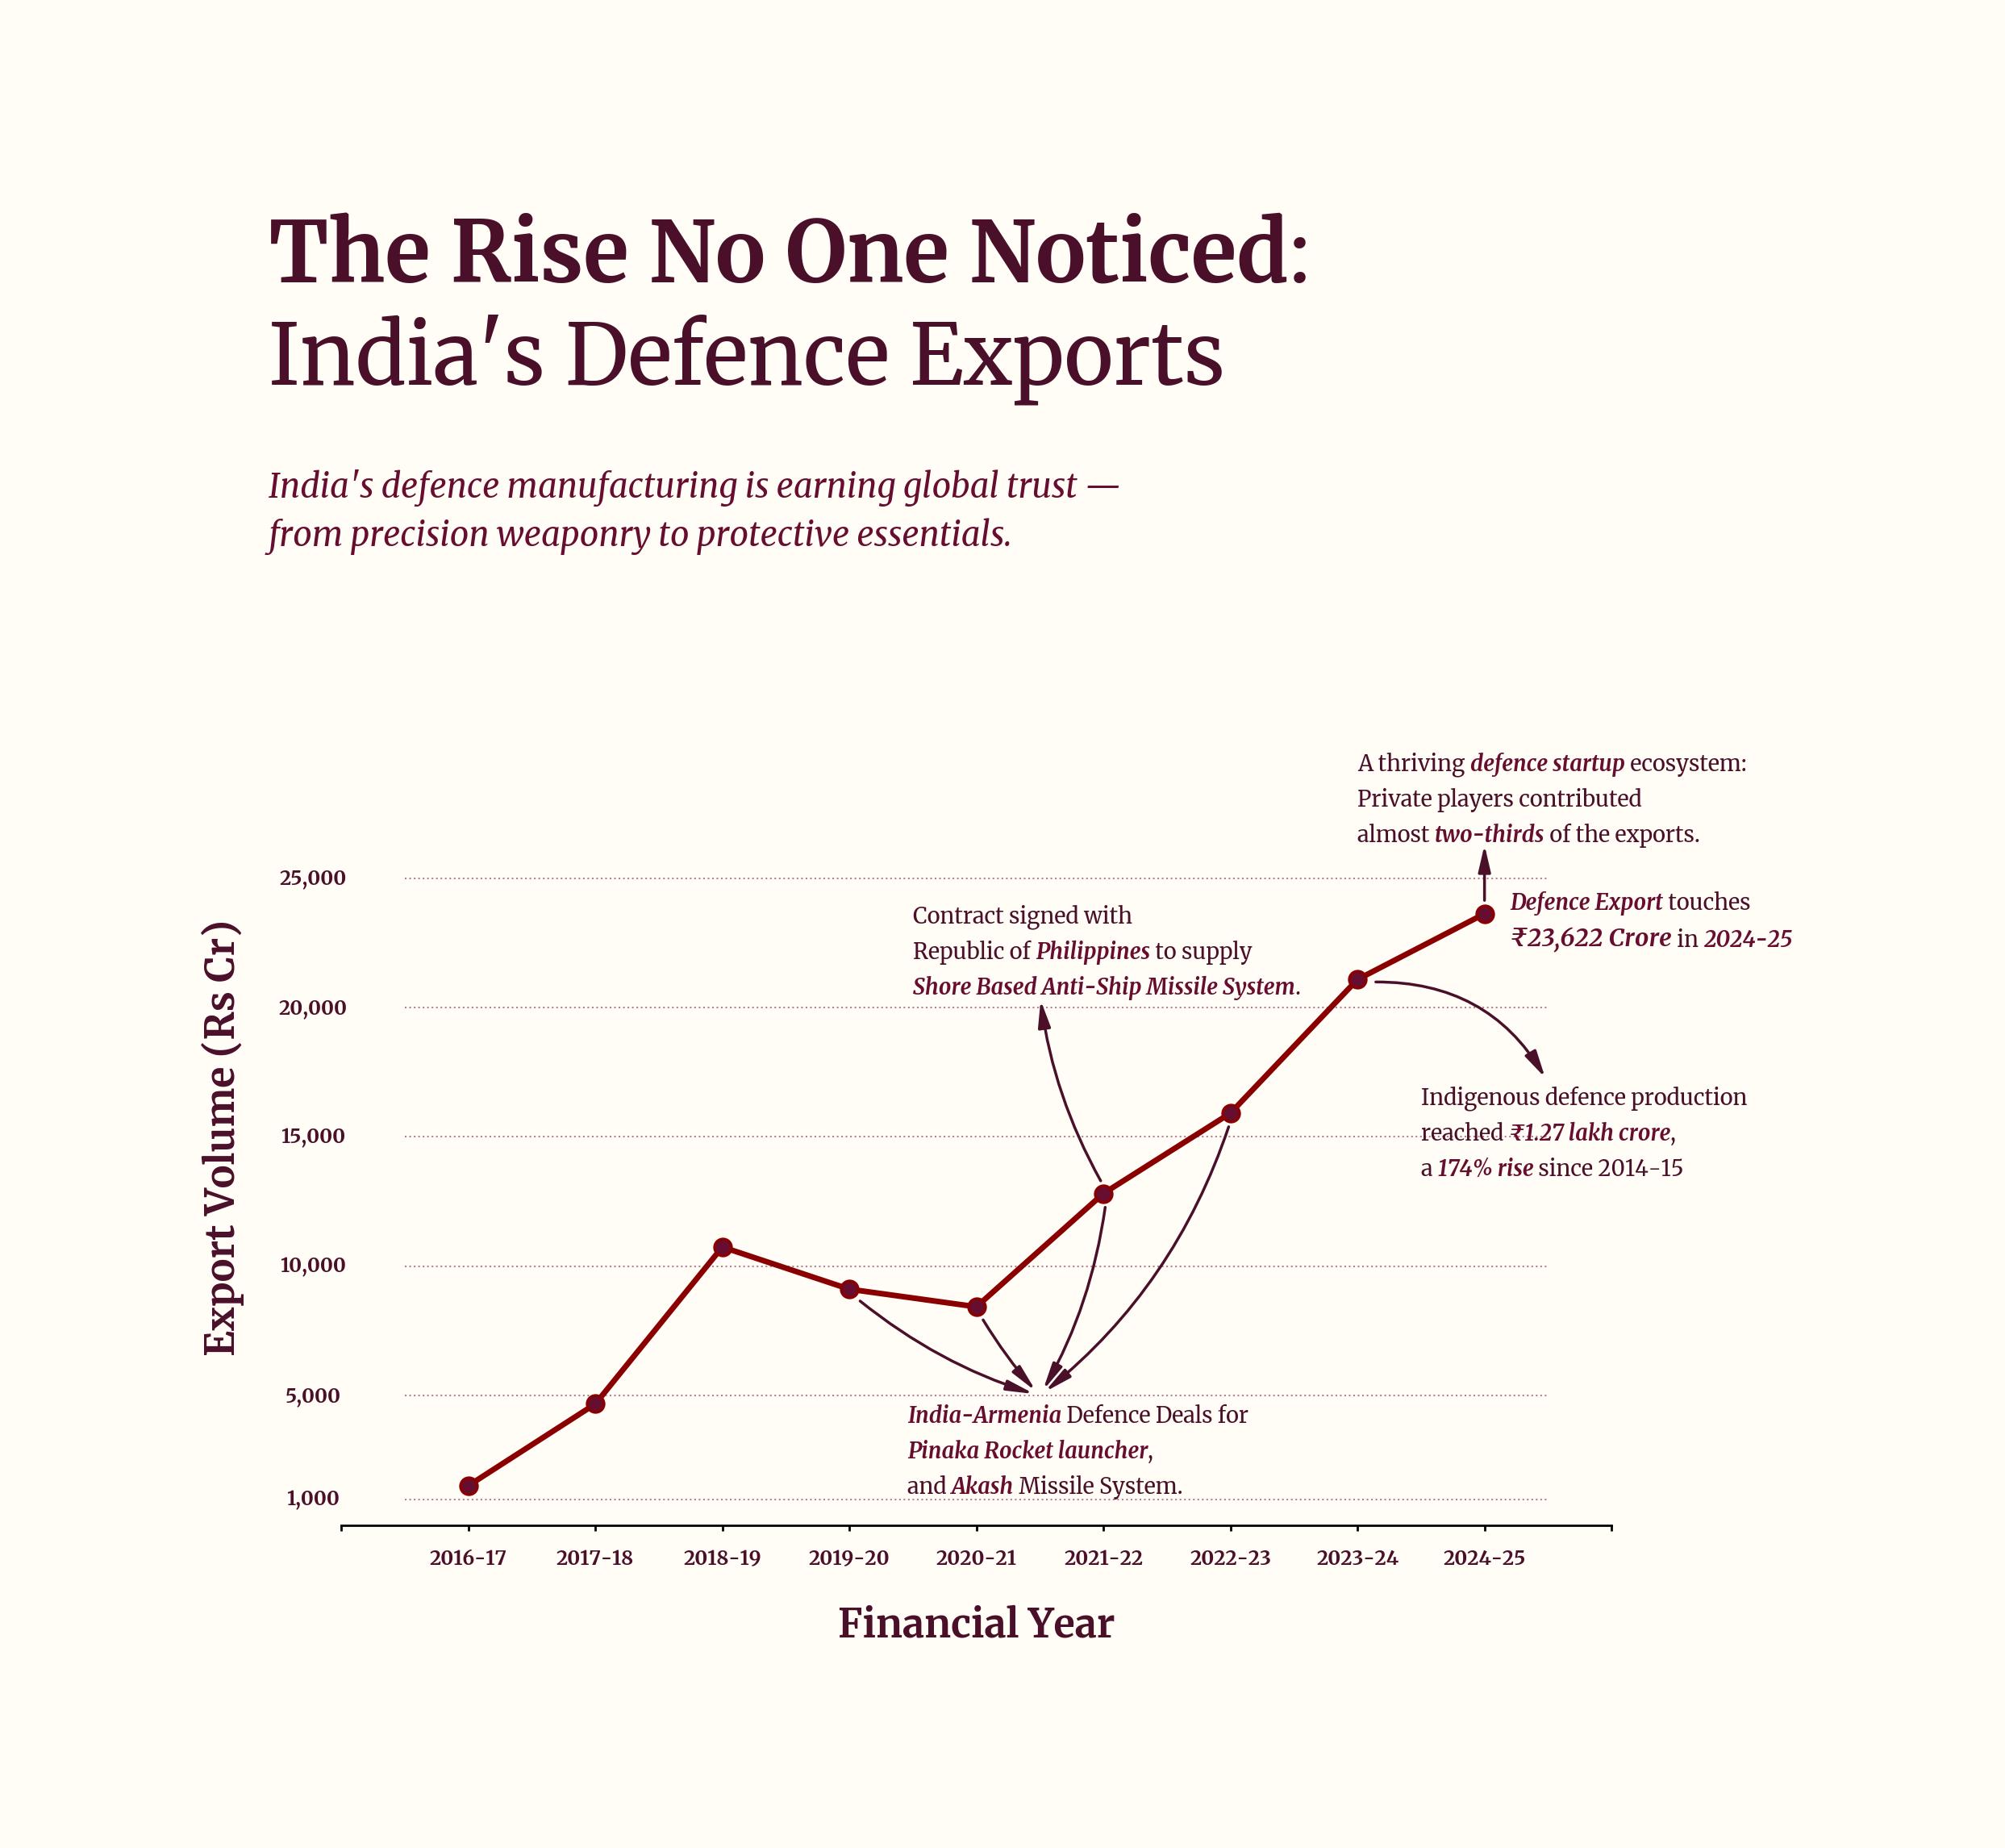 The Rise No One Noticed:
India's Defence Exports
India's defence manufacturing is earning global trust —
from precision weaponry to protective essentials.
A thriving defence startup ecosystem:
Private players contributed
almost two-thirds of the exports.
Defence Export touches
₹23,622 Crore in 2024-25
Contract signed with
Republic of Philippines to supply
Shore Based Anti-Ship Missile System.
Indigenous defence production
reached ₹1.27 lakh crore,
a 174% rise since 2014-15
India-Armenia Defence Deals for
Pinaka Rocket launcher,
and Akash Missile System.
Export Volume (Rs Cr)
25,000
20,000
15,000
10,000
5,000
1,000
2016-17 2017-18 2018-19 2019-20 2020-21 2021-22 2022-23 2023-24 2024-25
Financial Year